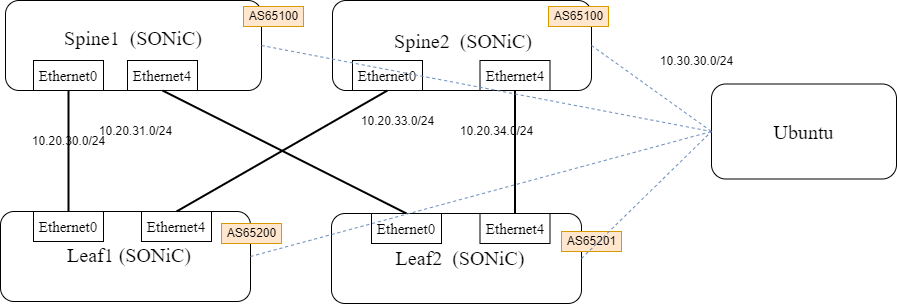 AS65100
AS65100
Spine1 (SONiC)
Spine2 (SONiC)
Ethernet0
Ethernet4
Ethernet0
Ethernet4
10.30.30.0/24
10.20.30.0/24
10.20.31.0/24
10.20.33.0/24
10.20.34.0/24
Ubuntu
Ethernet0
Ethernet4
Ethernet0
Ethernet4
AS65200
AS65201
Leaf1 (SONiC)
Leaf2 (SONiC)